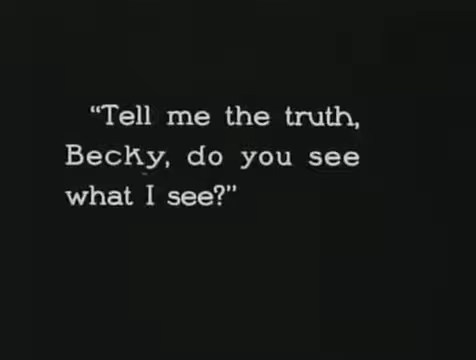 “Tell me the truth,
Becky, do you see
what I see?”